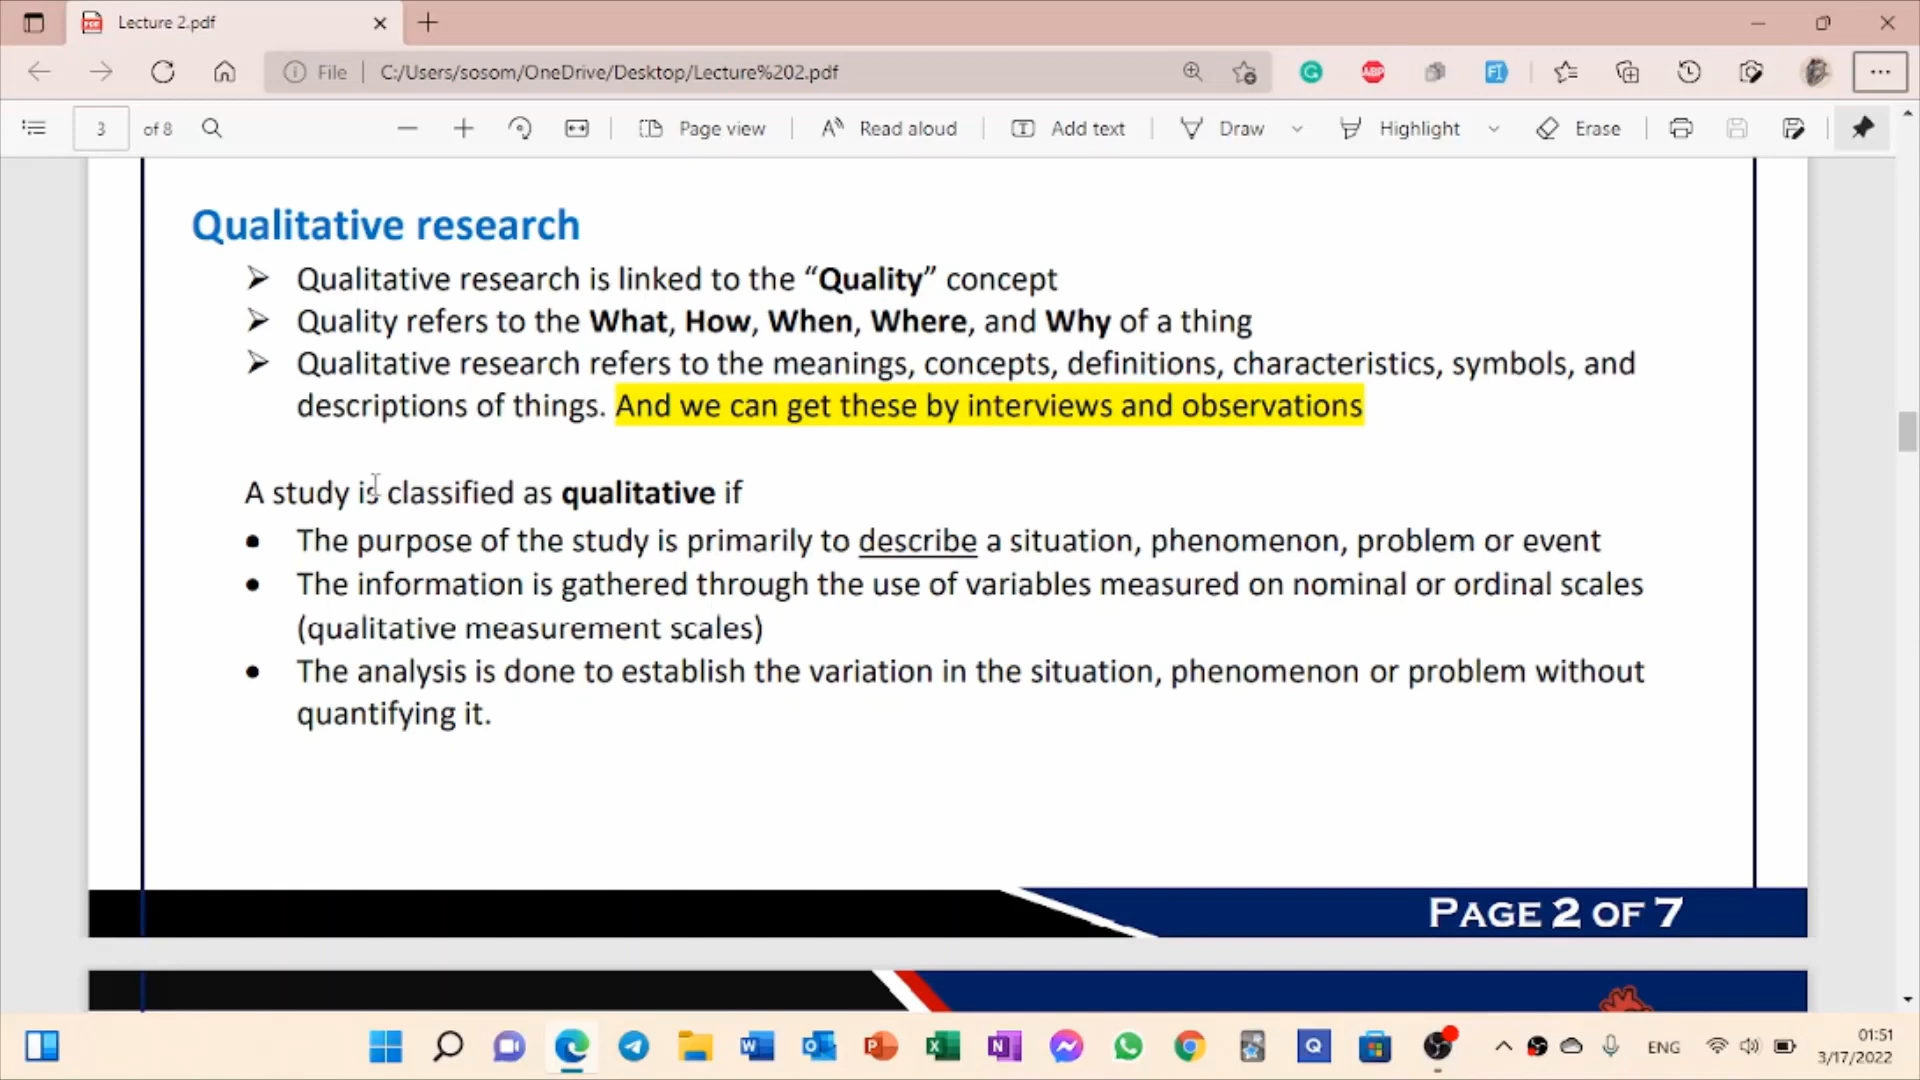 Lecture 2.pdf
File
C:/Users/sosom/OneDrive/Desktop/Lecture%202.pdf
3 of 8
Page view
Read aloud
Add text
Draw
Highlight
Erase
Qualitative research
➢ Qualitative research is linked to the “Quality” concept
➢ Quality refers to the What, How, When, Where, and Why of a thing
➢ Qualitative research refers to the meanings, concepts, definitions, characteristics, symbols, and
descriptions of things. And we can get these by interviews and observations
A study is classified as qualitative if
• The purpose of the study is primarily to describe a situation, phenomenon, problem or event
• The information is gathered through the use of variables measured on nominal or ordinal scales
(qualitative measurement scales)
• The analysis is done to establish the variation in the situation, phenomenon or problem without
quantifying it.
PAGE 2 OF 7
ENG
01:51
3/17/2022